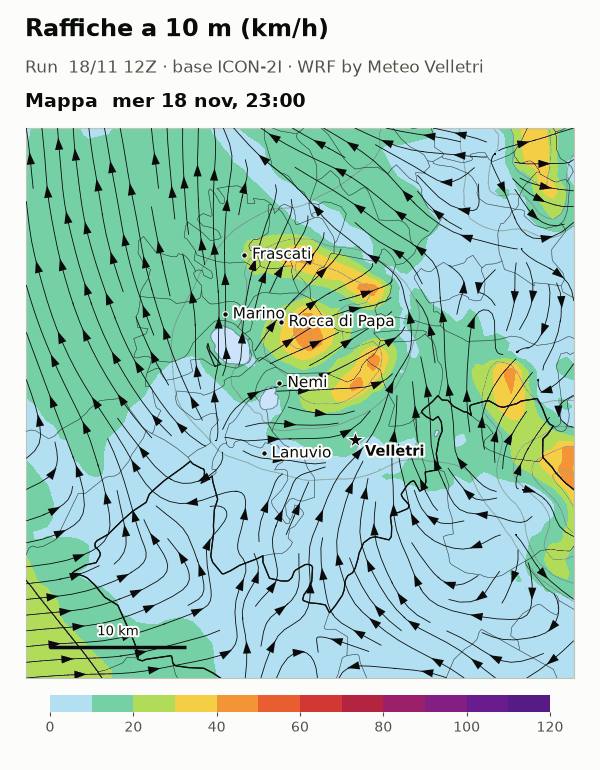 Raffiche a 10 m (km/h)
Run 18/11 12Z · base ICON-2I · WRF by Meteo Velletri
Mappa mer 18 nov, 23:00
Frascati
Marino
Rocca di Papa
Nemi
Velletri
Lanuvio
10 km
0 20 40 60 80 100 120